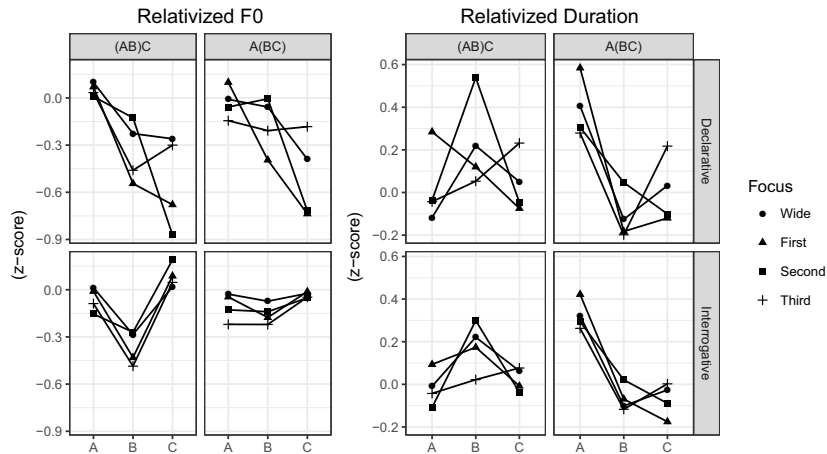 Relativized F0
Relativized Duration
(AB)C
A(BC)
(AB)C
A(BC)
(z−score)
0.0
−0.3
−0.6
−0.9
0.0
−0.3
−0.6
−0.9
A
B
C
A
B
C
(z−score)
0.6
0.4
0.2
0.0
−0.2
0.6
0.4
0.2
0.0
−0.2
A
B
C
A
B
C
Declarative
Interrogative
Focus
Wide
First
Second
Third